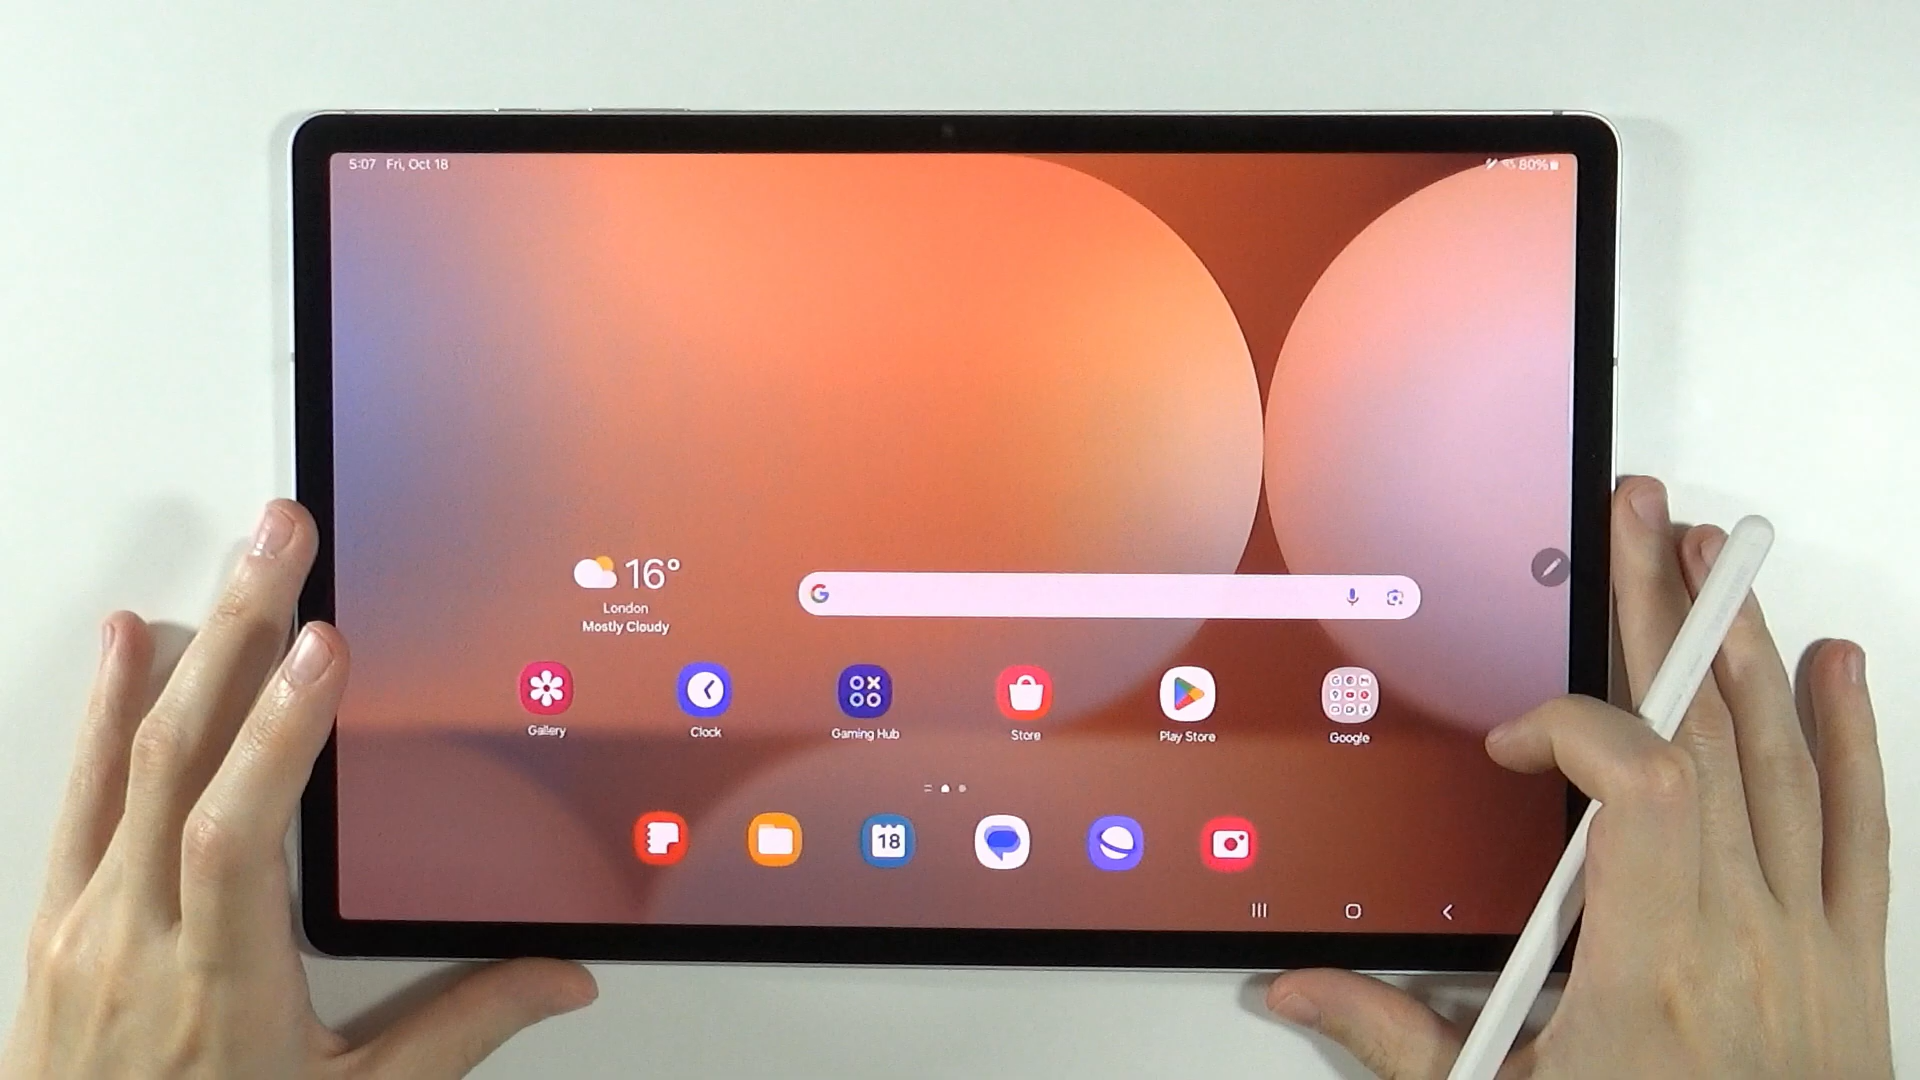 5:07 Fri, Oct 18
80%
16°
London
Mostly Cloudy
G
Gallery
Clock
Gaming Hub
Store
Play Store
Google
18